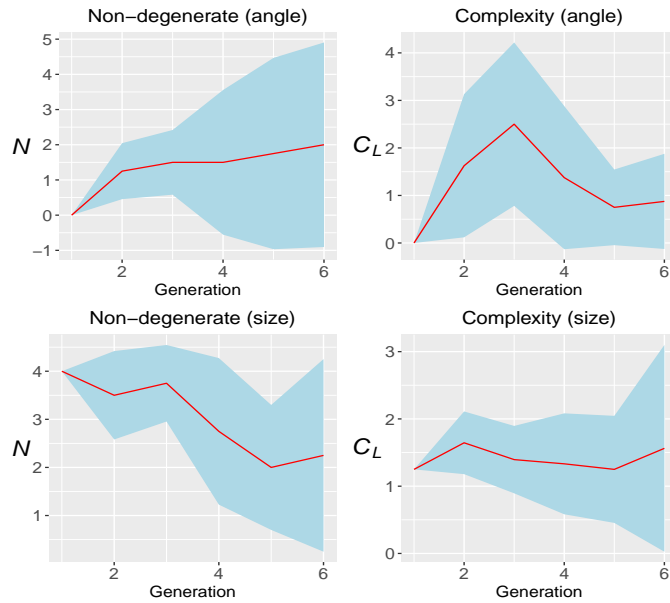 Non−degenerate (angle)
5
4
3
2
1
0
−1
N
2
4
6
Generation
Complexity (angle)
4
3
2
1
0
C_L
2
4
6
Generation
Non−degenerate (size)
4
3
2
1
N
2
4
6
Generation
Complexity (size)
3
2
1
0
C_L
2
4
6
Generation